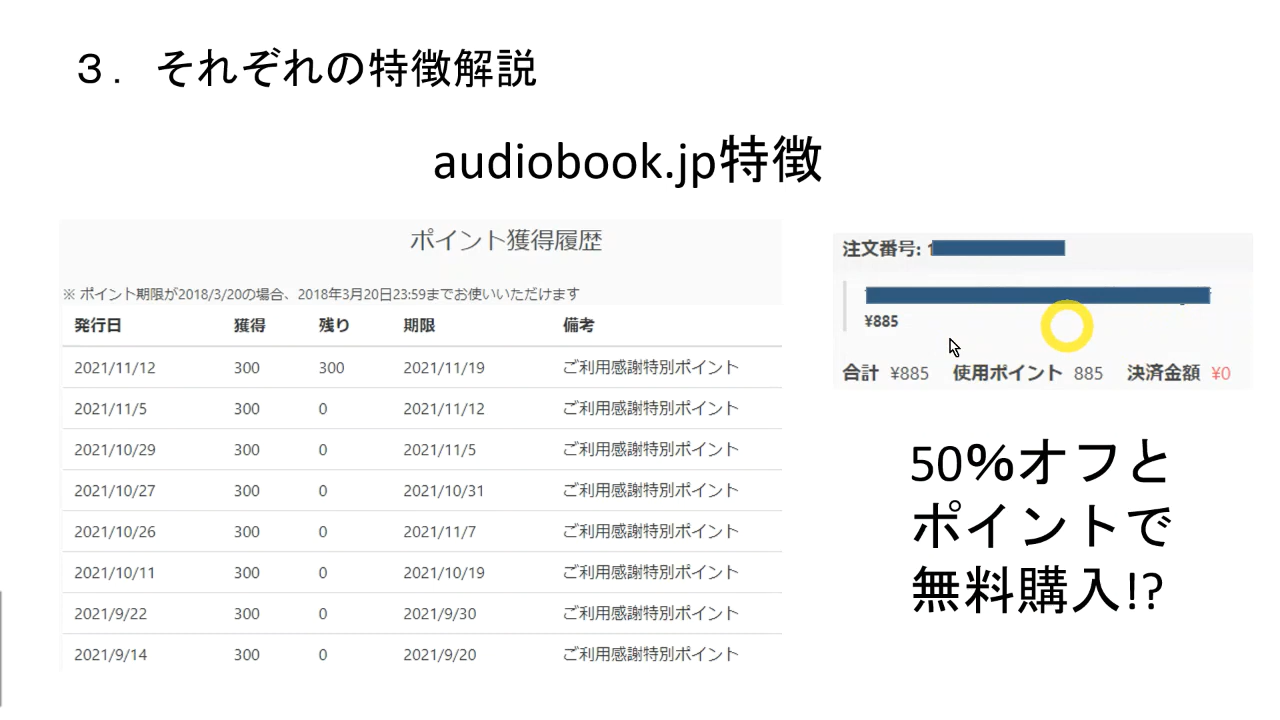 ３．それぞれの特徴解説
audiobook.jp特徴
ポイント獲得履歴
※ ポイント期限が2018/3/20の場合、2018年3月20日23:59までお使いいただけます
発行日 獲得 残り 期限 備考
2021/11/12 300 300 2021/11/19 ご利用感謝特別ポイント
2021/11/5 300 0 2021/11/12 ご利用感謝特別ポイント
2021/10/29 300 0 2021/11/5 ご利用感謝特別ポイント
2021/10/27 300 0 2021/10/31 ご利用感謝特別ポイント
2021/10/26 300 0 2021/11/7 ご利用感謝特別ポイント
2021/10/11 300 0 2021/10/19 ご利用感謝特別ポイント
2021/9/22 300 0 2021/9/30 ご利用感謝特別ポイント
2021/9/14 300 0 2021/9/20 ご利用感謝特別ポイント
注文番号:
¥885
合計 ¥885 使用ポイント 885 決済金額 ¥0
50%オフと
ポイントで
無料購入!?